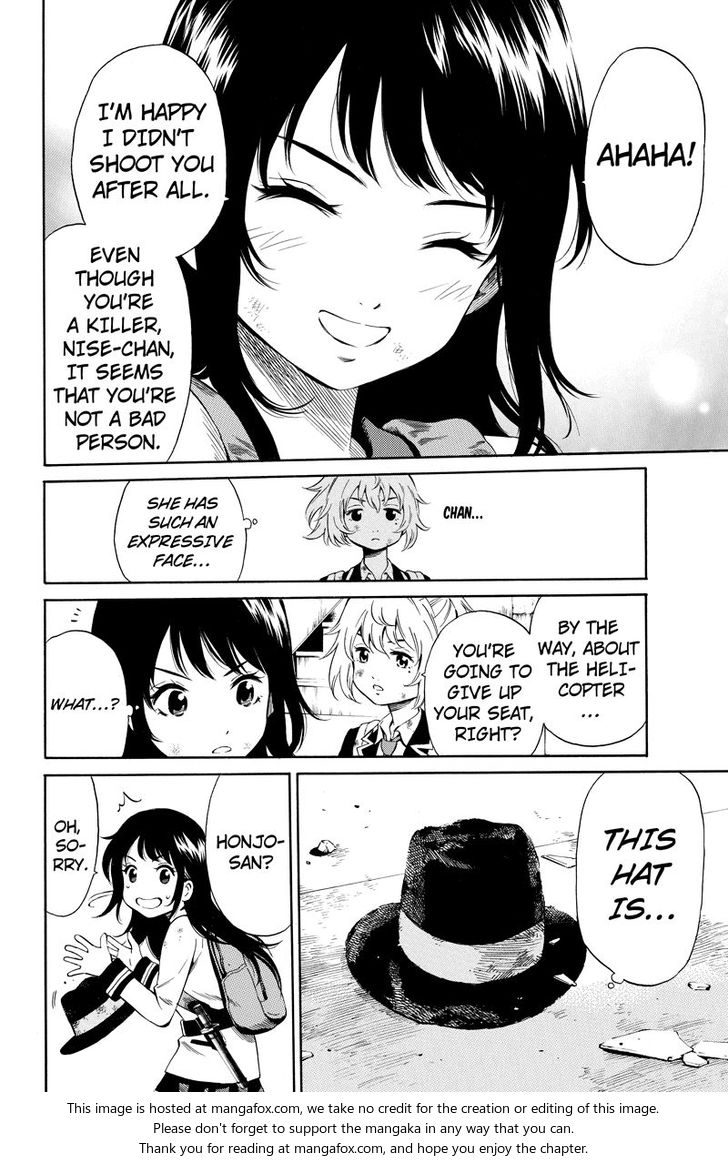 AHAHA!
I'M HAPPY
I DIDN'T
SHOOT YOU
AFTER ALL.
EVEN
THOUGH
YOU'RE
A KILLER,
NISE-CHAN,
IT SEEMS
THAT YOU'RE
NOT A BAD
PERSON.
CHAN...
SHE HAS
SUCH AN
EXPRESSIVE
FACE...
BY THE
WAY, ABOUT
THE HELI-
COPTER
...
YOU'RE
GOING TO
GIVE UP
YOUR SEAT,
RIGHT?
WHAT...?
THIS
HAT
IS...
HONJO-
SAN?
OH,
SO-
RRY.
This image is hosted at mangafox.com, we take no credit for the creation or editing of this image.
Please don't forget to support the mangaka in any way that you can.
Thank you for reading at mangafox.com, and hope you enjoy the chapter.